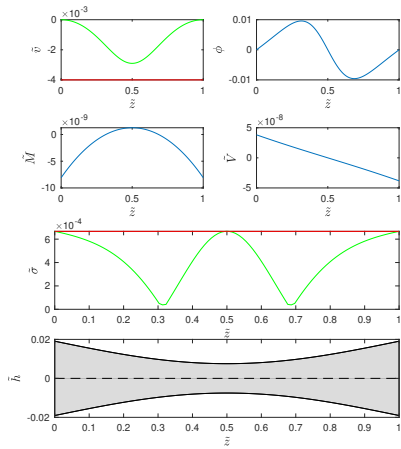 ×10⁻³ 0.01
0
ṽ -2 ϕ̃ 0
-4 -0.01
0 0.5 1 0 0.5 1
z̃ z̃
×10⁻⁹ ×10⁻⁸
0 5
M̃ -5 Ṽ 0
-10 -5
0 0.5 1 0 0.5 1
z̃ z̃
×10⁻⁴
6
4
σ̃
2
0
0 0.1 0.2 0.3 0.4 0.5 0.6 0.7 0.8 0.9 1
z̃
0.02
h̃ 0
-0.02
0 0.1 0.2 0.3 0.4 0.5 0.6 0.7 0.8 0.9 1
z̃